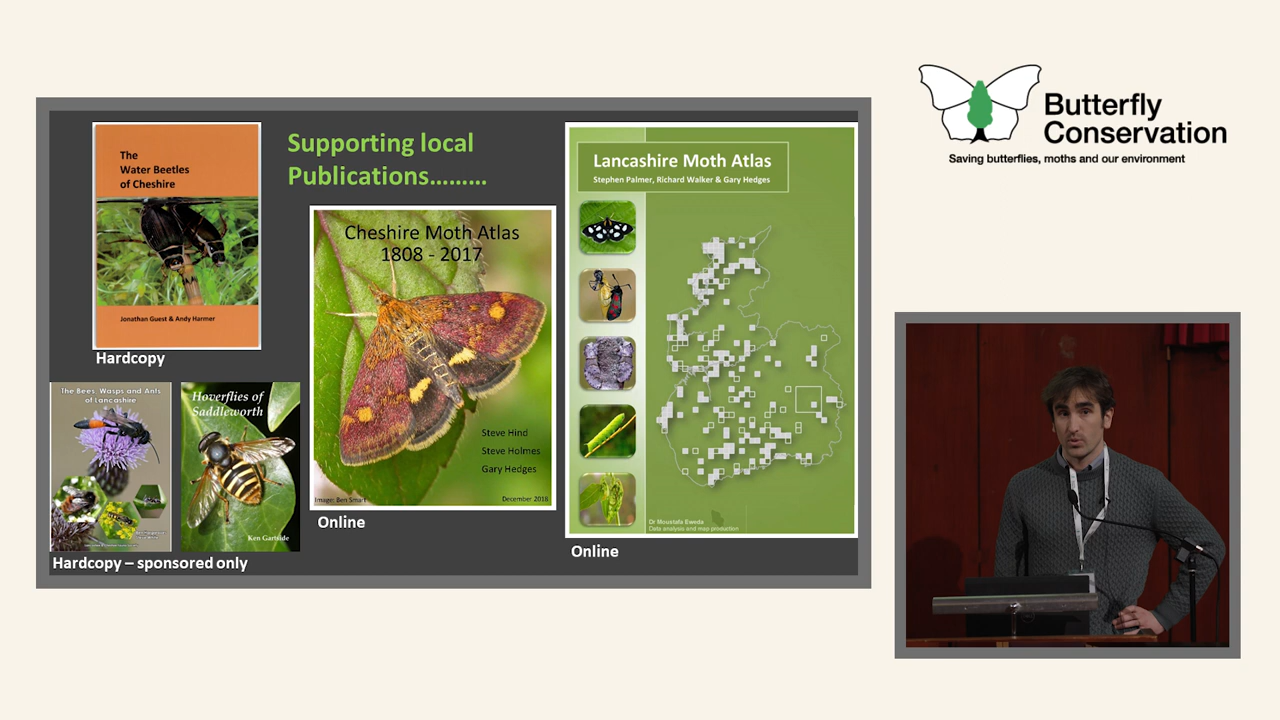 Supporting local
Publications………
The
Water Beetles
of Cheshire
Jonathan Guest & Andy Harmer
Hardcopy
The Bees, Wasps and Ants
of Lancashire
Hoverflies of
Saddleworth
Ken Gartside
Hardcopy – sponsored only
Cheshire Moth Atlas
1808 - 2017
Steve Hind
Steve Holmes
Gary Hedges
Image: Ben Smart
December 2018
Online
Lancashire Moth Atlas
Stephen Palmer, Richard Walker & Gary Hedges
Dr Moustafa Eweda
Data analysis and map production
Online
Butterfly
Conservation
Saving butterflies, moths and our environment